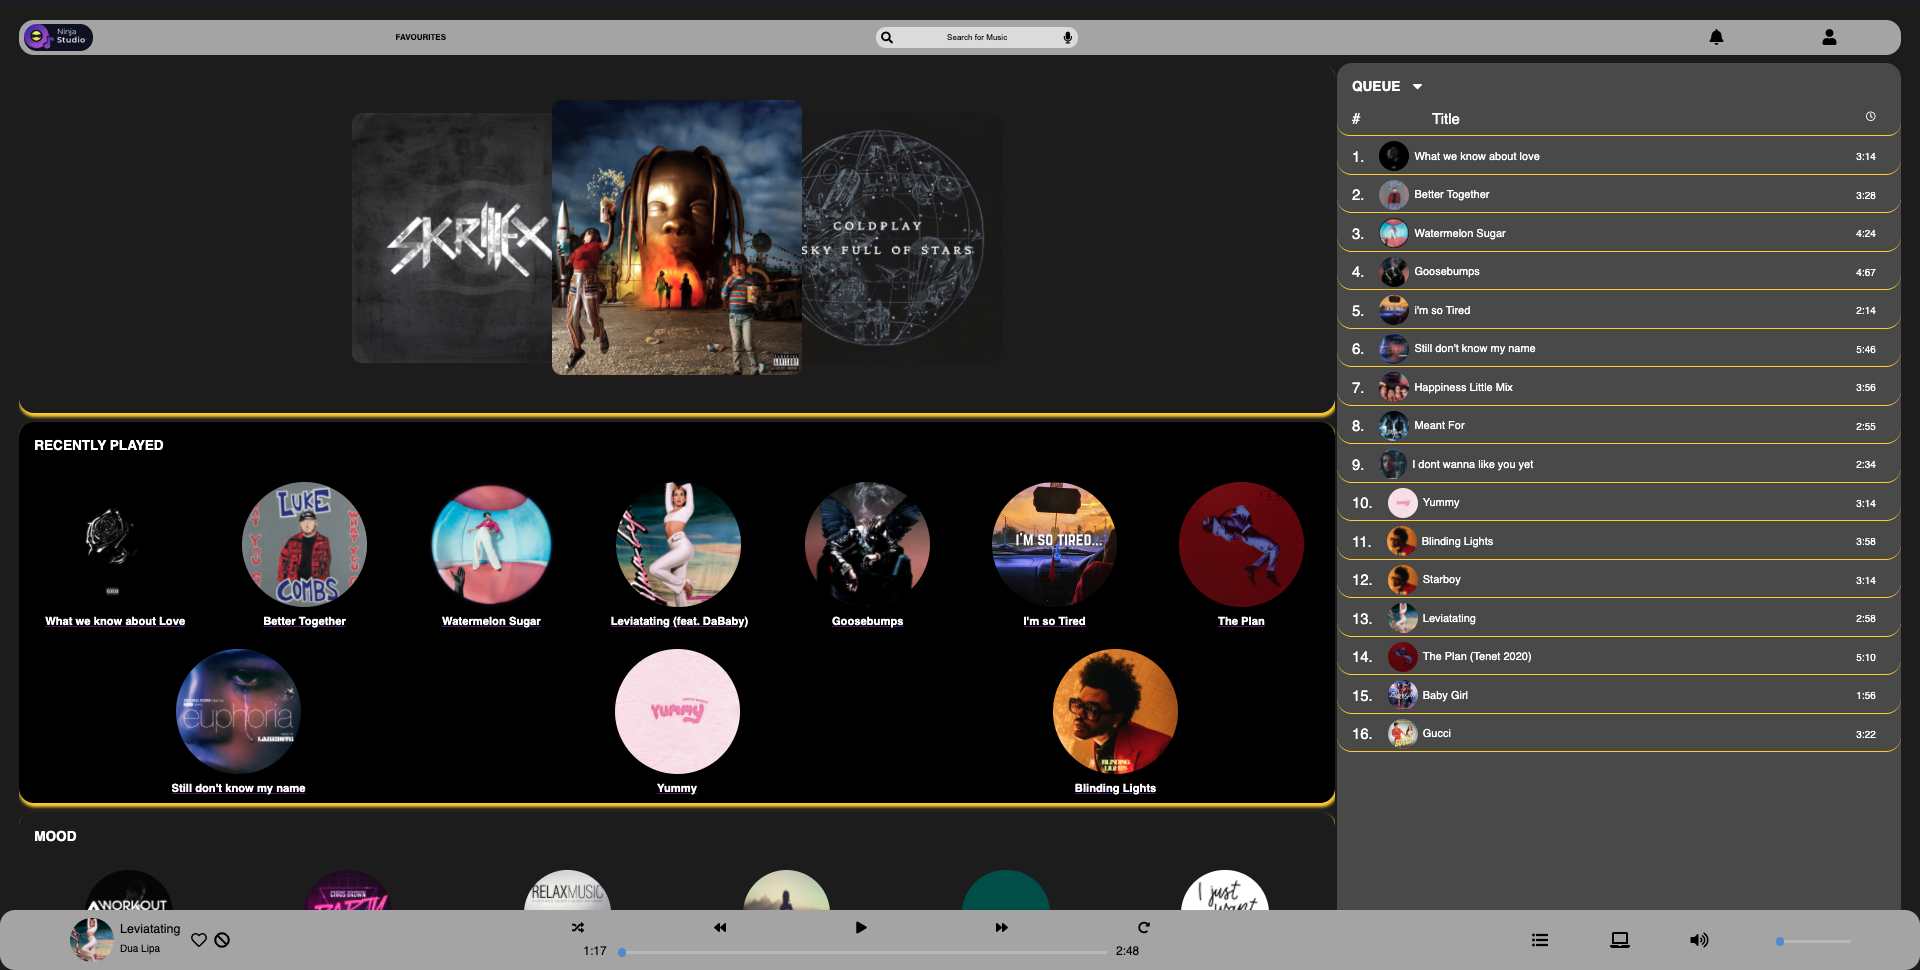 Ninja
Studio
FAVOURITES
Search for Music
SKRILLEX
COLDPLAY
SKY FULL OF STARS
RECENTLY PLAYED
LUKE
COMBS
I'M SO TIRED...
What we know about Love
Better Together
Watermelon Sugar
Leviatating (feat. DaBaby)
Goosebumps
I'm so Tired
The Plan
euphoria
LABRINTH
YUMMY
BLINDING
LIGHTS
Still don't know my name
Yummy
Blinding Lights
MOOD
WORKOUT
CHRIS BROWN
PARTY
RELAXMUSIC
I just
want
QUEUE
# Title
1. What we know about love 3:14
2. Better Together 3:28
3. Watermelon Sugar 4:24
4. Goosebumps 4:67
5. i'm so Tired 2:14
6. Still don't know my name 5:46
7. Happiness Little Mix 3:56
8. Meant For 2:55
9. I dont wanna like you yet 2:34
10. Yummy 3:14
11. Blinding Lights 3:58
12. Starboy 3:14
13. Leviatating 2:58
14. The Plan (Tenet 2020) 5:10
15. Baby Girl 1:56
16. Gucci 3:22
Leviatating
Dua Lipa
1:17
2:48